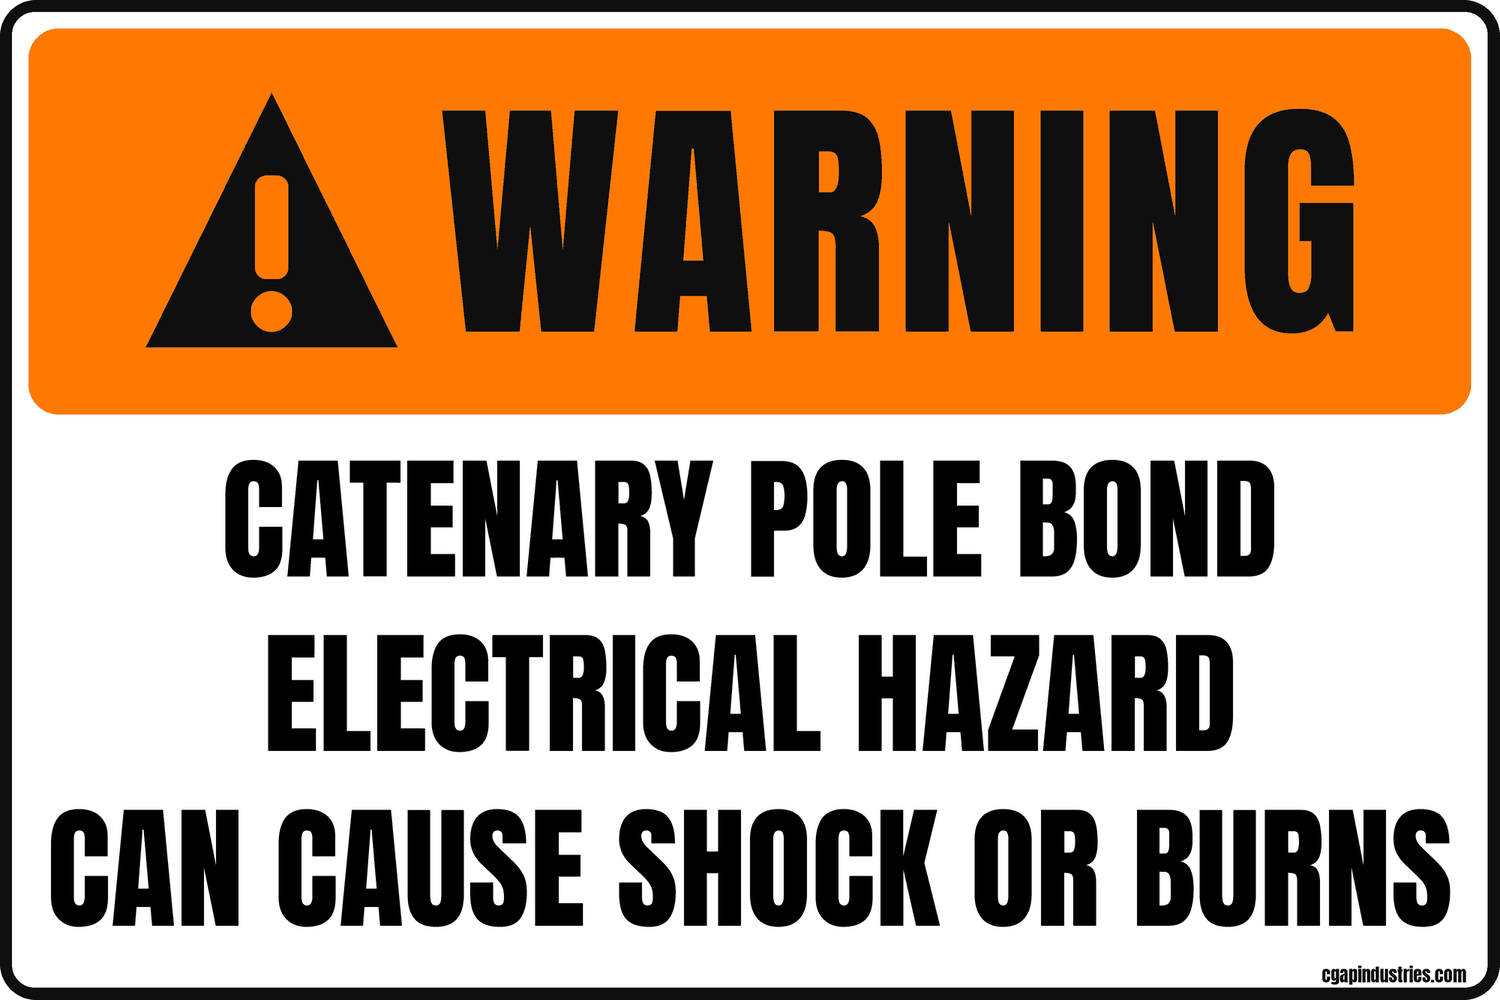 WARNING
CATENARY POLE BOND
ELECTRICAL HAZARD
CAN CAUSE SHOCK OR BURNS
cgapindustries.com